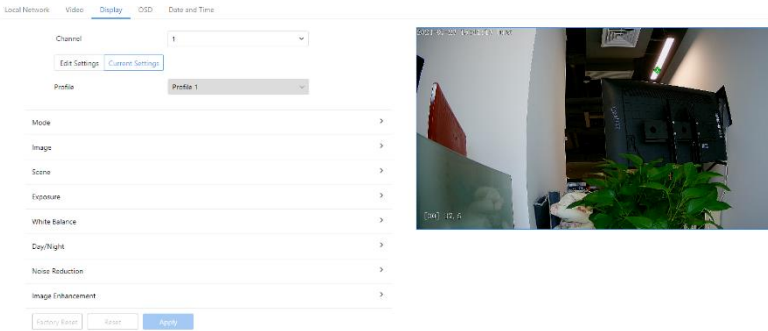 Local Network Video Display OSD Date and Time
Channel 1
Edit Settings Current Settings
Profile Profile 1
Mode
Image
Scene
Exposure
White Balance
Day/Night
Noise Reduction
Image Enhancement
Factory Reset Reset Apply